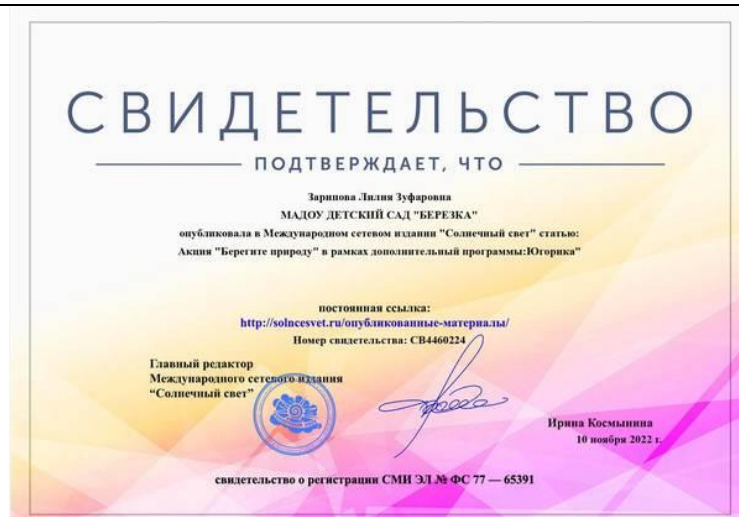 СВИДЕТЕЛЬСТВО
ПОДТВЕРЖДАЕТ, ЧТО
Зарипова Лилия Зуфаровна
МАДОУ ДЕТСКИЙ САД "БЕРЕЗКА"
опубликовала в Международном сетевом издании "Солнечный свет" статью:
Акция "Берегите природу" в рамках дополнительный программы:Югорика"
постоянная ссылка:
http://solncesvet.ru/опубликованные-материалы/
Номер свидетельства: СВ4460224
Главный редактор
Международного сетевого издания
“Солнечный свет”
Ирина Космынина
10 ноября 2022 г.
свидетельство о регистрации СМИ ЭЛ № ФС 77 — 65391